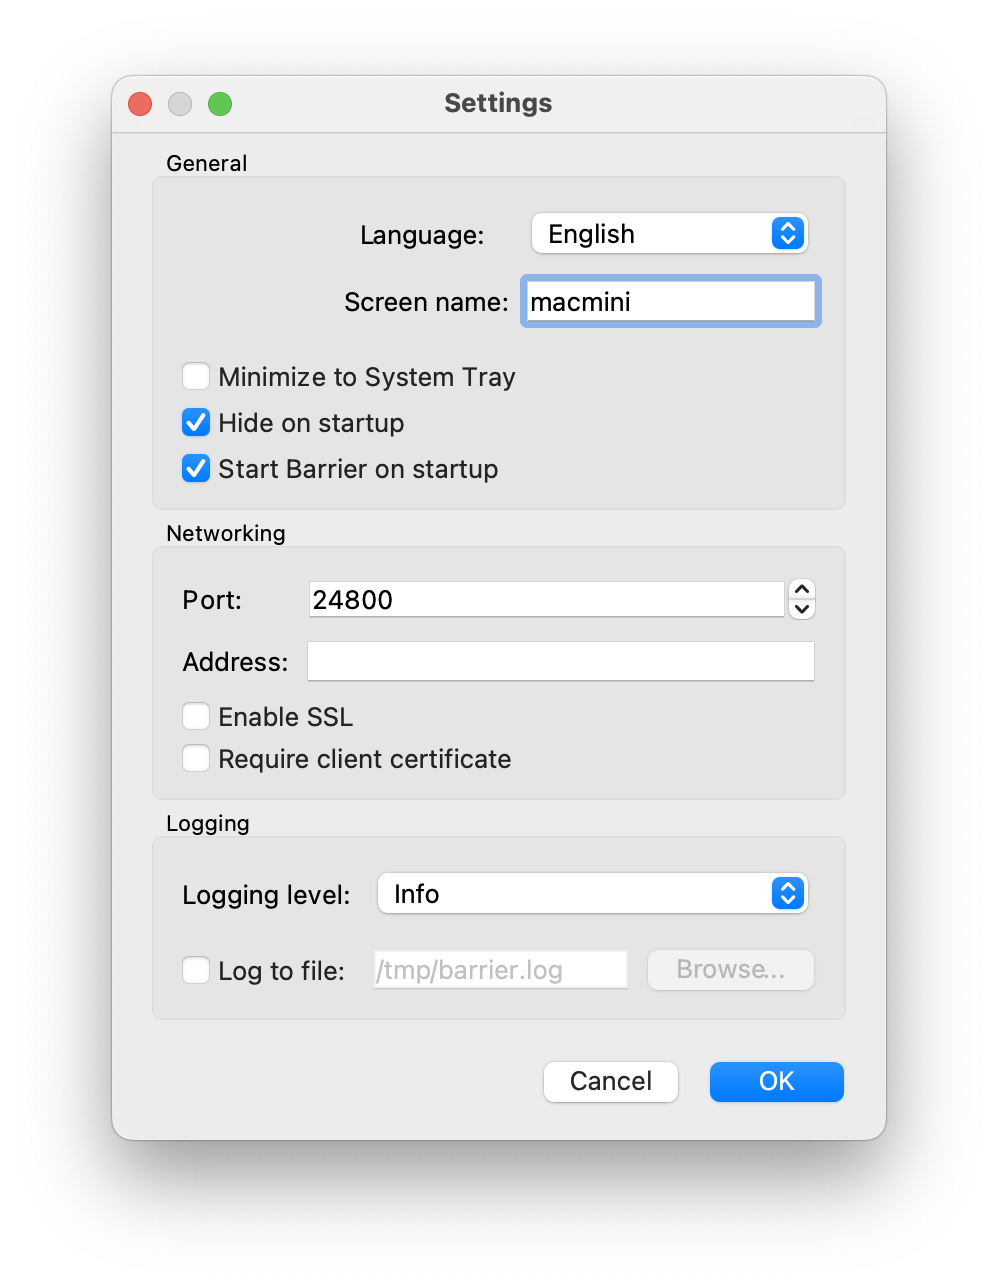 Settings
General
Language: English
Screen name: macmini
Minimize to System Tray
Hide on startup
Start Barrier on startup
Networking
Port: 24800
Address:
Enable SSL
Require client certificate
Logging
Logging level: Info
Log to file: /tmp/barrier.log Browse...
Cancel OK